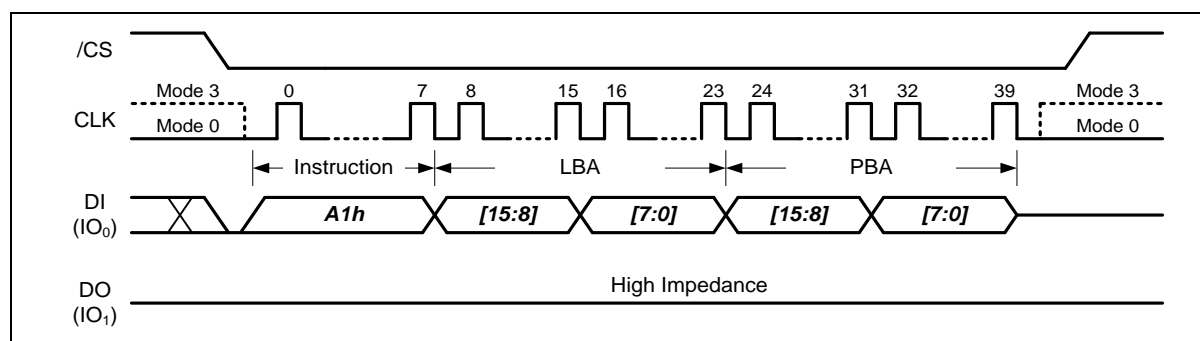 /CS
Mode 3 0 7 8 15 16 23 24 31 32 39 Mode 3
CLK
Mode 0 Mode 0
Instruction LBA PBA
DI
(IO0)
A1h [15:8] [7:0] [15:8] [7:0]
High Impedance
DO
(IO1)